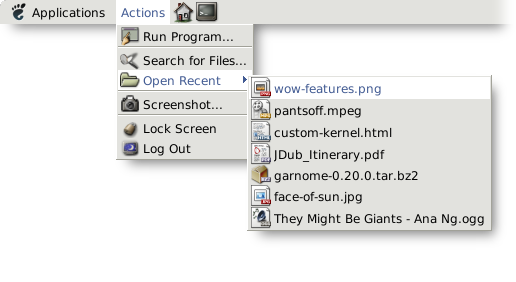 Applications Actions
Run Program...
Search for Files...
Open Recent
Screenshot...
Lock Screen
Log Out
wow-features.png
pantsoff.mpeg
custom-kernel.html
JDub_Itinerary.pdf
garnome-0.20.0.tar.bz2
face-of-sun.jpg
They Might Be Giants - Ana Ng.ogg